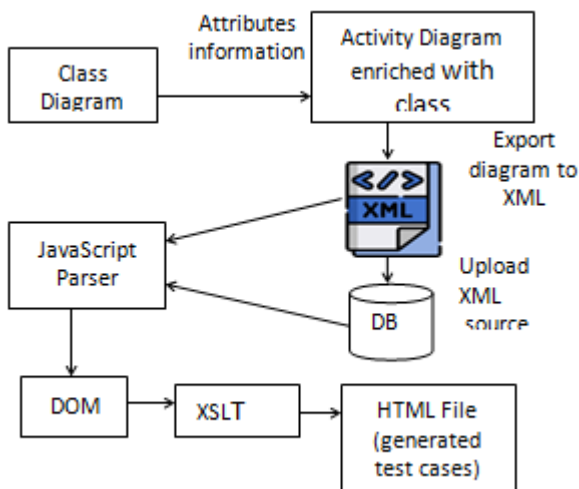 Attributes
information
Class
Diagram
Activity Diagram
enriched with
class
Export
diagram to
XML
</>
XML
JavaScript
Parser
Upload
XML
source
DB
DOM
XSLT
HTML File
(generated
test cases)